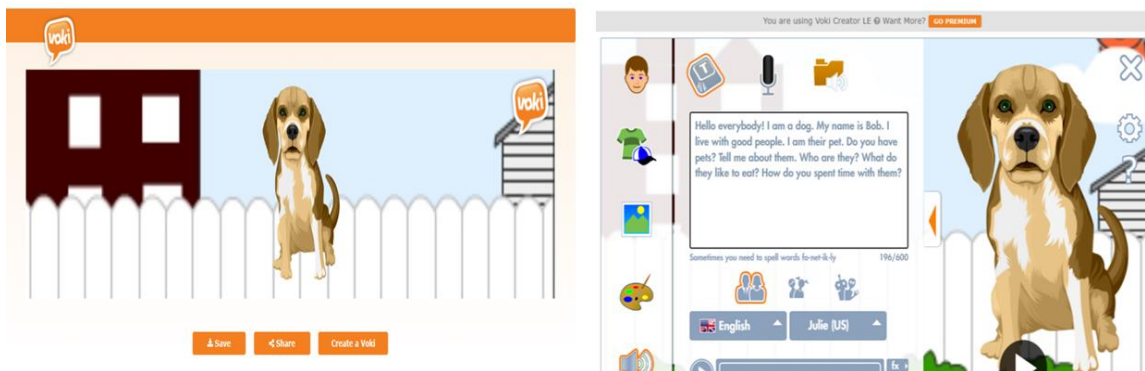 voki
voki
Save
Share
Create a Voki
You are using Voki Creator LE ? Want More? GO PREMIUM
T
Hello everybody! I am a dog. My name is Bob. I
live with good people. I am their pet. Do you have
pets? Tell me about them. Who are they? What do
they like to eat? How do you spent time with them?
Sometimes you need to spell words fo-net-ik-ly 196/600
English Julie (US)
fx
?